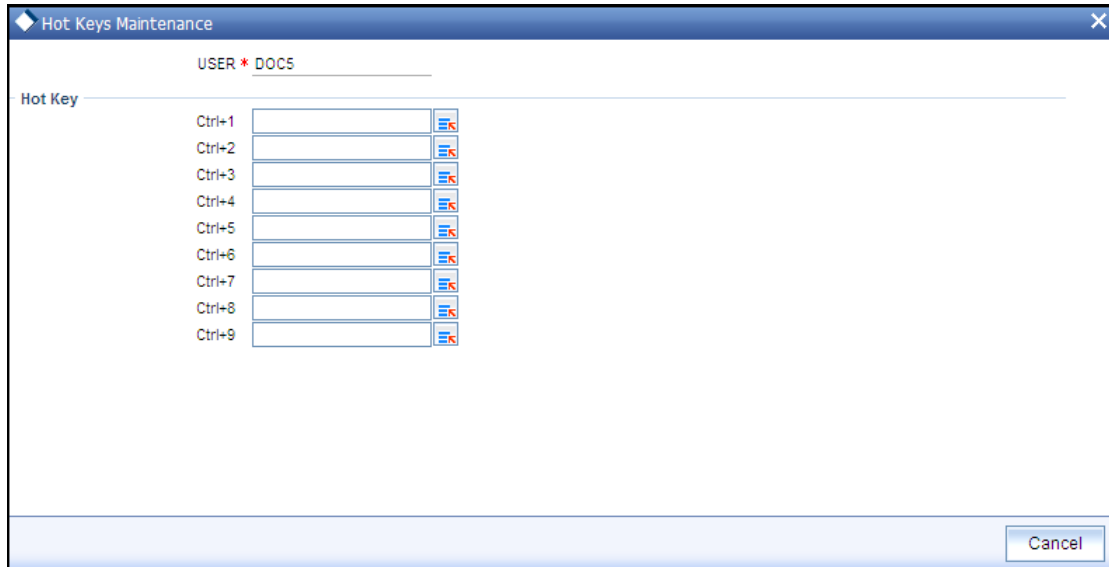 Hot Keys Maintenance
USER * DOC5
Hot Key
Ctrl+1
Ctrl+2
Ctrl+3
Ctrl+4
Ctrl+5
Ctrl+6
Ctrl+7
Ctrl+8
Ctrl+9
Cancel